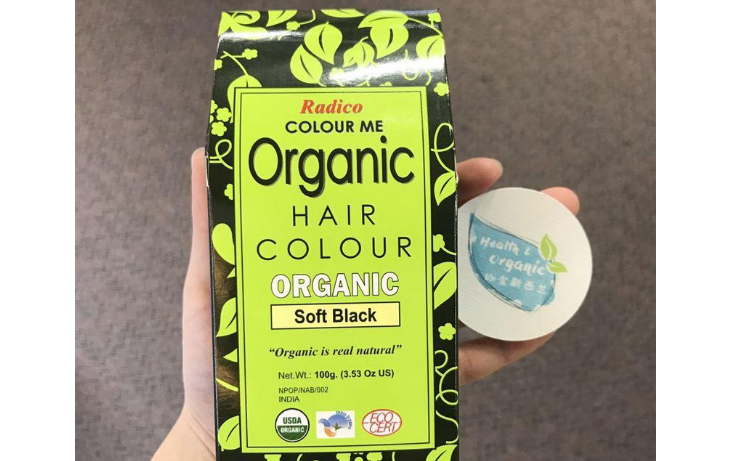 Radico
COLOUR ME
Organic
HAIR
COLOUR
ORGANIC
Soft Black
"Organic is real natural"
Net.Wt.: 100g. (3.53 Oz US)
NPOP/NAB/002
INDIA
USDA
ORGANIC
ECO
CERT
Health &
Organic